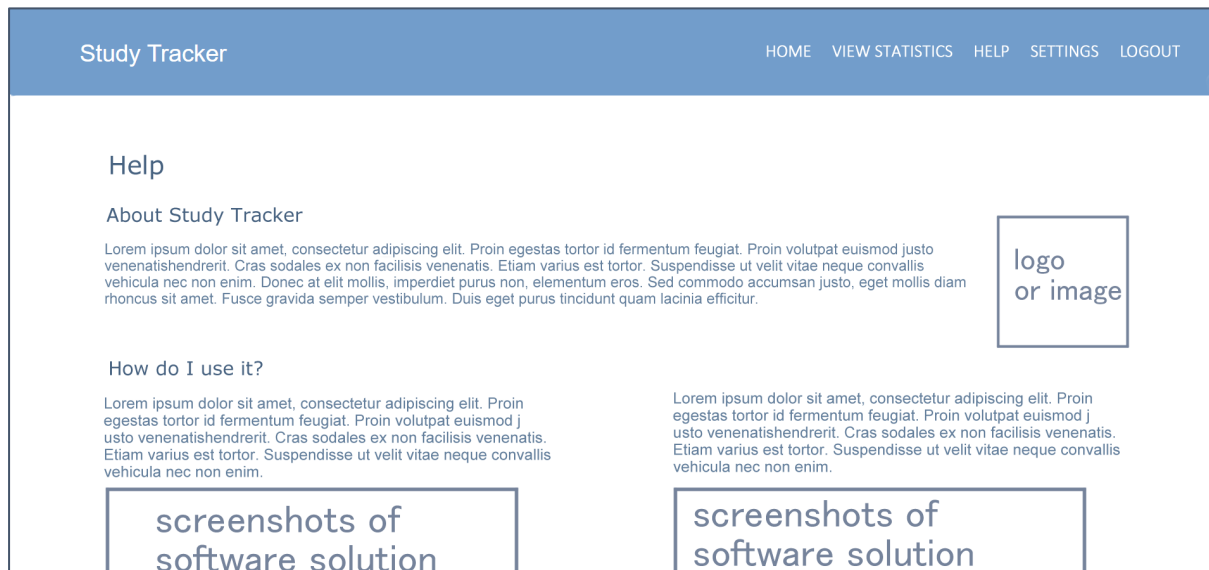 Study Tracker
HOME VIEW STATISTICS HELP SETTINGS LOGOUT
Help
About Study Tracker
Lorem ipsum dolor sit amet, consectetur adipiscing elit. Proin egestas tortor id fermentum feugiat. Proin volutpat euismod justo
venenatishendrerit. Cras sodales ex non facilisis venenatis. Etiam varius est tortor. Suspendisse ut velit vitae neque convallis
vehicula nec non enim. Donec at elit mollis, imperdiet purus non, elementum eros. Sed commodo accumsan justo, eget mollis diam
rhoncus sit amet. Fusce gravida semper vestibulum. Duis eget purus tincidunt quam lacinia efficitur.
logo
or image
How do I use it?
Lorem ipsum dolor sit amet, consectetur adipiscing elit. Proin
egestas tortor id fermentum feugiat. Proin volutpat euismod j
usto venenatishendrerit. Cras sodales ex non facilisis venenatis.
Etiam varius est tortor. Suspendisse ut velit vitae neque convallis
vehicula nec non enim.
screenshots of
software solution
Lorem ipsum dolor sit amet, consectetur adipiscing elit. Proin
egestas tortor id fermentum feugiat. Proin volutpat euismod j
usto venenatishendrerit. Cras sodales ex non facilisis venenatis.
Etiam varius est tortor. Suspendisse ut velit vitae neque convallis
vehicula nec non enim.
screenshots of
software solution